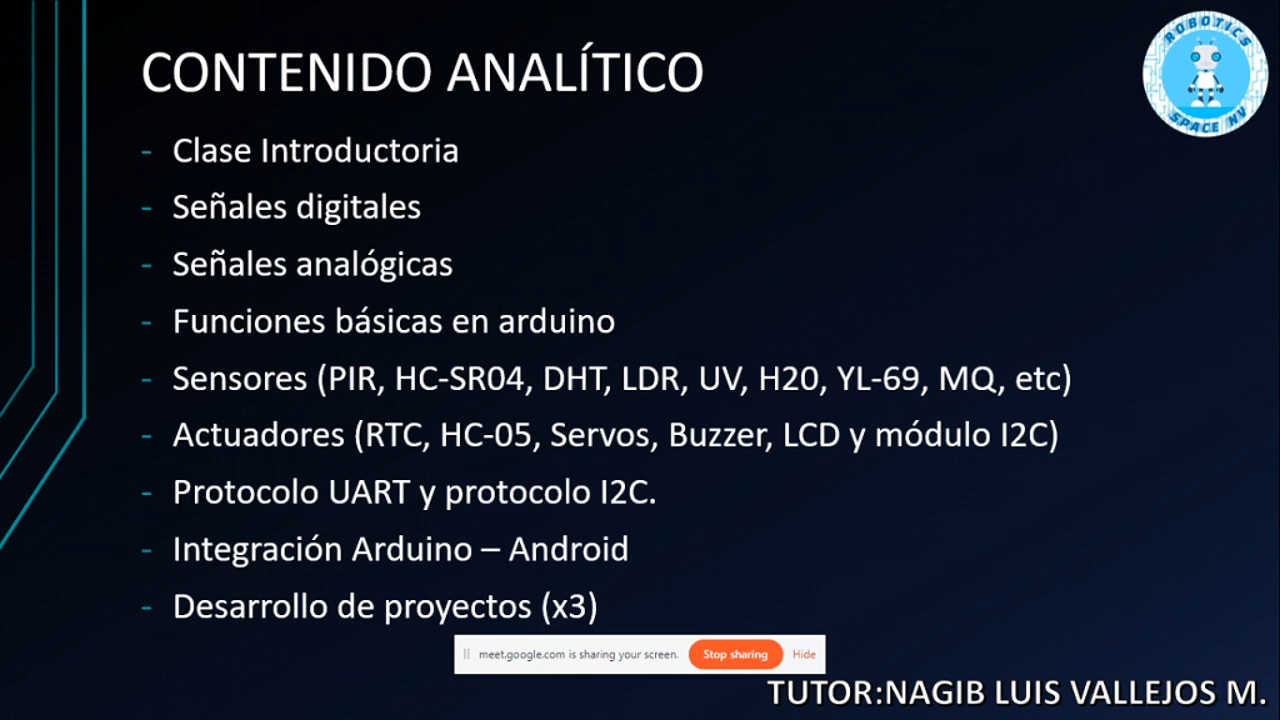 CONTENIDO ANALÍTICO
ROBOTICS
SPACE NV
- Clase Introductoria
- Señales digitales
- Señales analógicas
- Funciones básicas en arduino
- Sensores (PIR, HC-SR04, DHT, LDR, UV, H20, YL-69, MQ, etc)
- Actuadores (RTC, HC-05, Servos, Buzzer, LCD y módulo I2C)
- Protocolo UART y protocolo I2C.
- Integración Arduino – Android
- Desarrollo de proyectos (x3)
meet.google.com is sharing your screen. Stop sharing Hide
TUTOR:NAGIB LUIS VALLEJOS M.